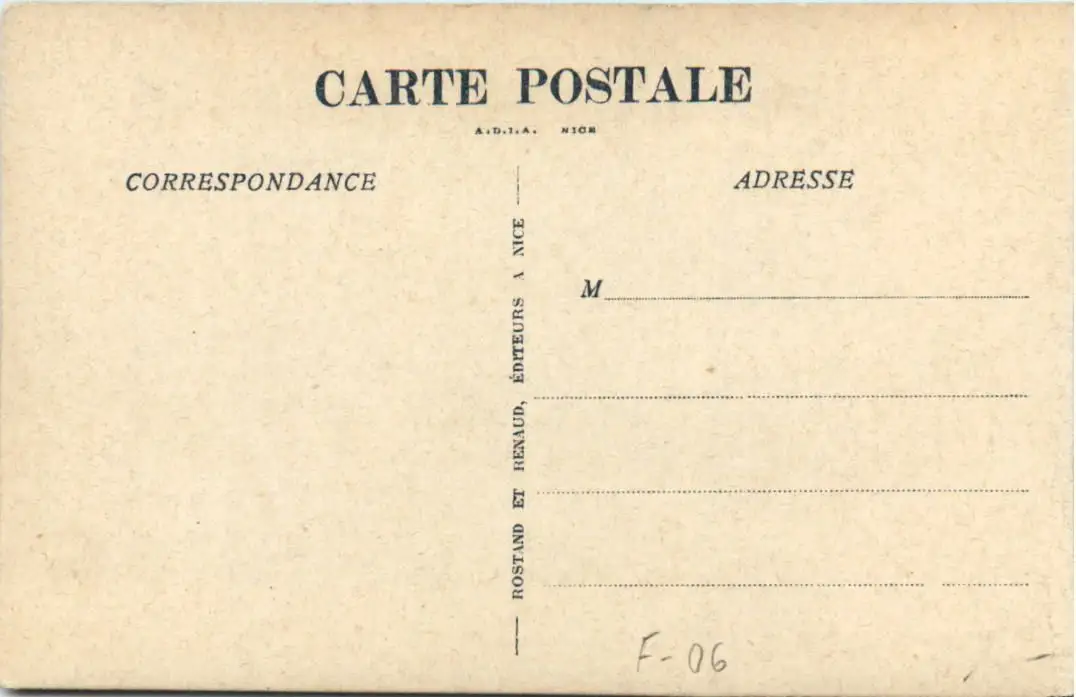 CARTE POSTALE
A.D.I.A. NICE
CORRESPONDANCE
ADRESSE
ROSTAND ET RENAUD, ÉDITEURS A NICE
M
F-06